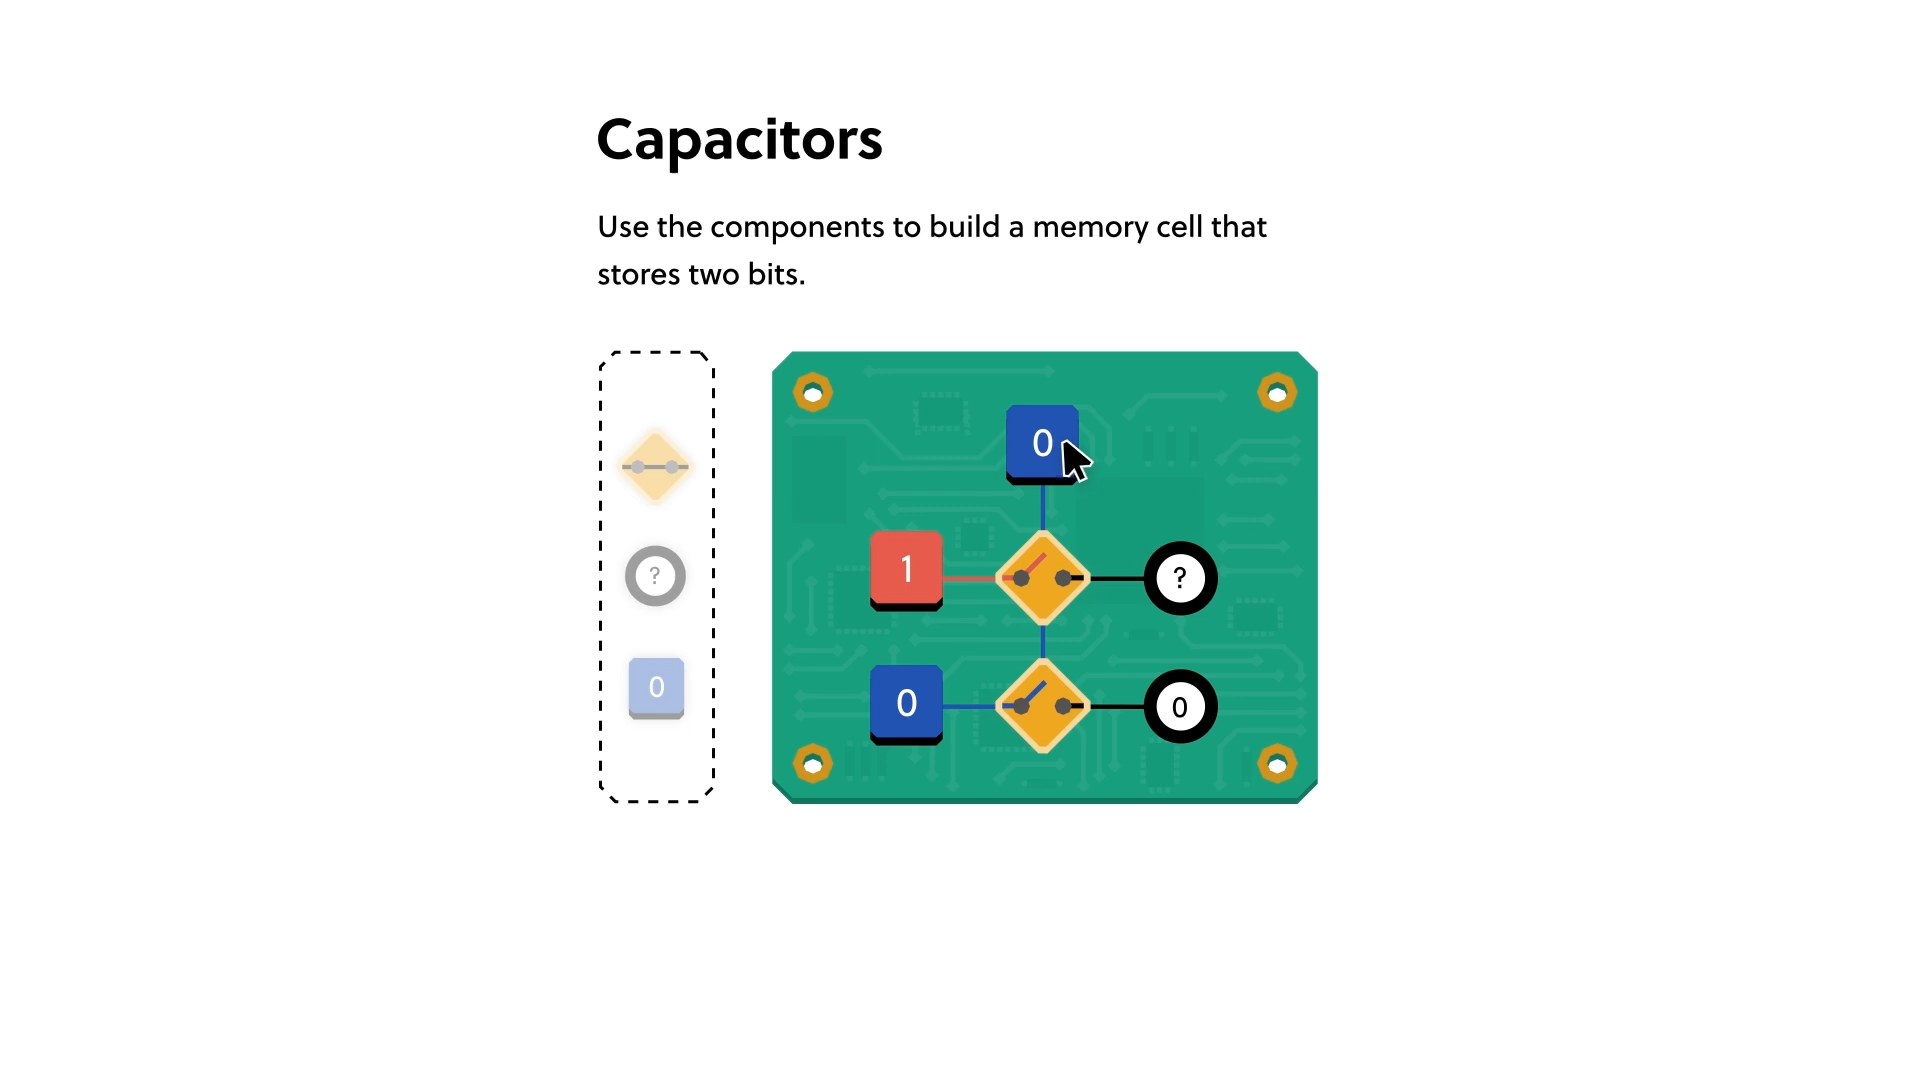 Capacitors
Use the components to build a memory cell that
stores two bits.
0
1
?
?
0
0
0